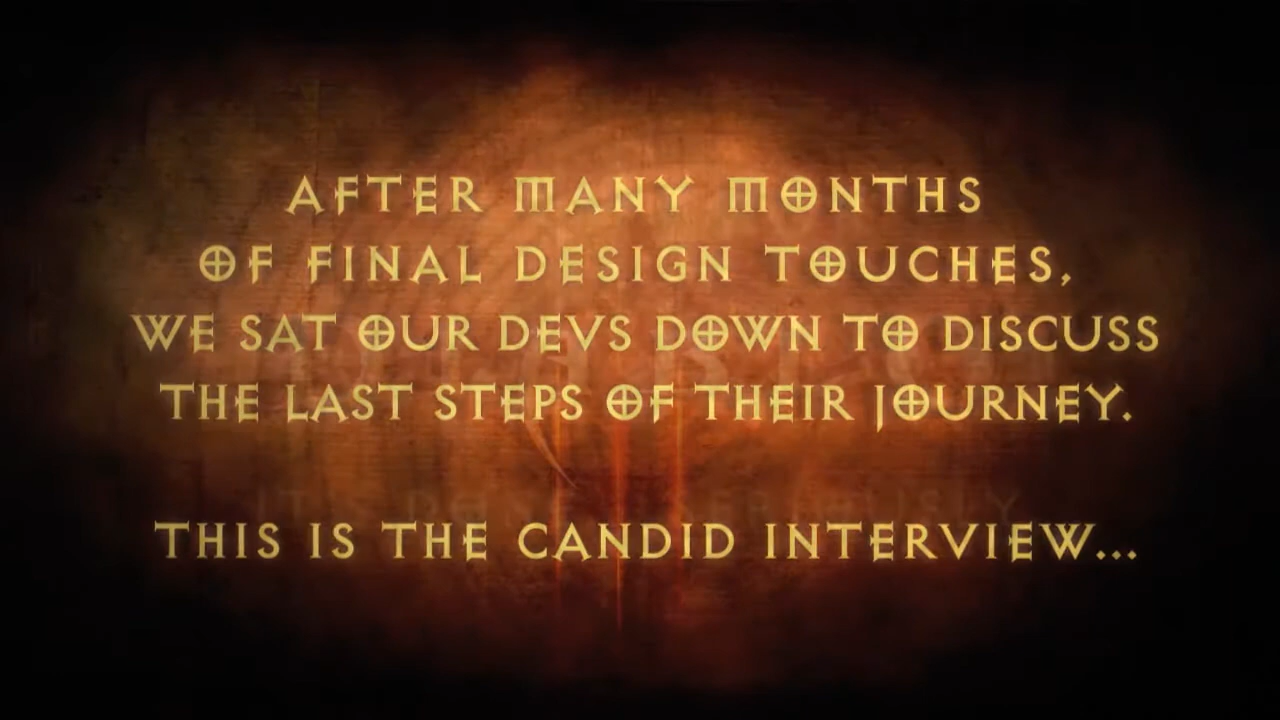 AFTER MANY MONTHS
OF FINAL DESIGN TOUCHES,
WE SAT OUR DEVS DOWN TO DISCUSS
THE LAST STEPS OF THEIR JOURNEY.
THIS IS THE CANDID INTERVIEW...